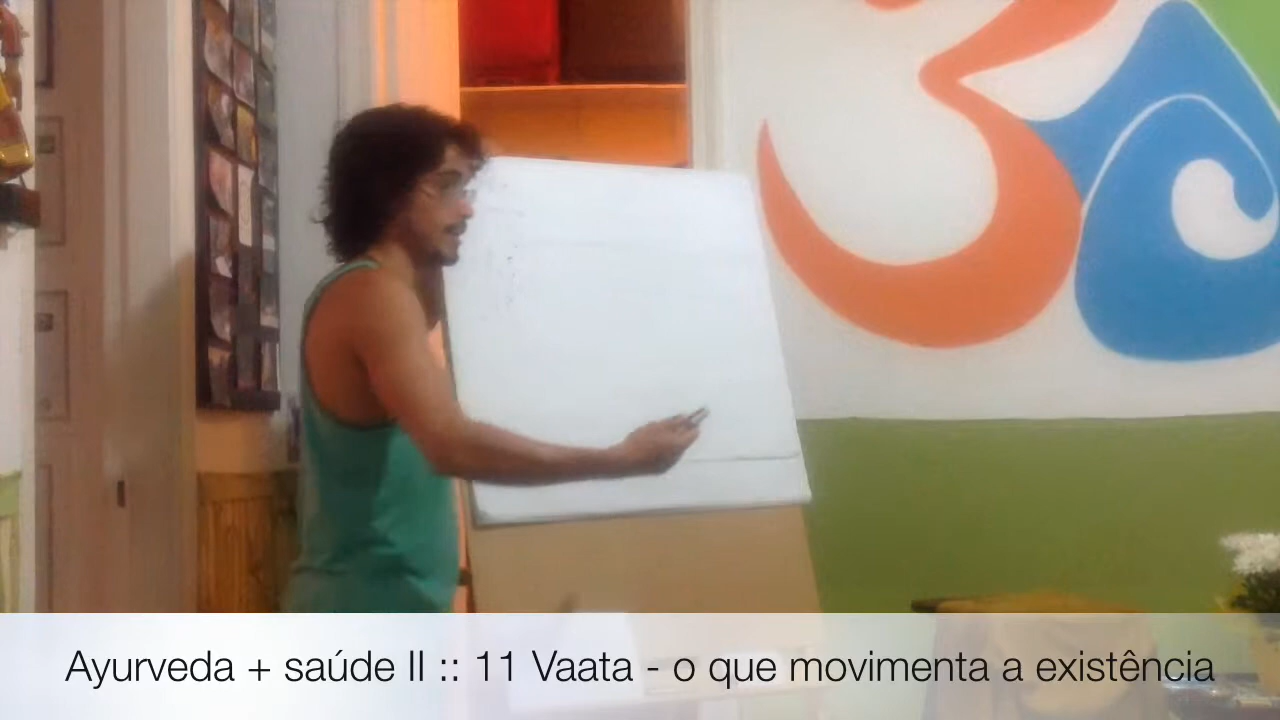 Ayurveda + saúde II :: 11 Vaata - o que movimenta a existência